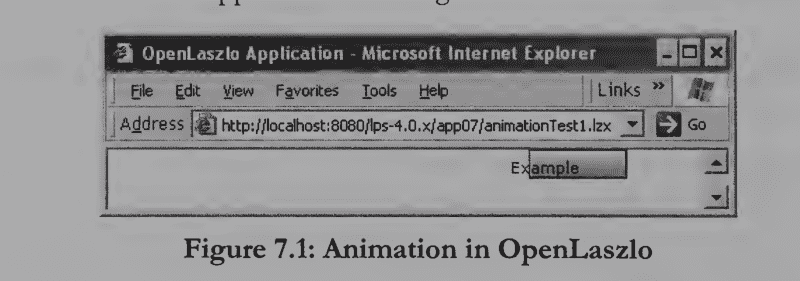 OpenLaszlo Application - Microsoft Internet Explorer
File Edit View Favorites Tools Help Links »
Address http://localhost:8080/lps-4.0.x/app07/animationTest1.lzx Go
Example
Figure 7.1: Animation in OpenLaszlo